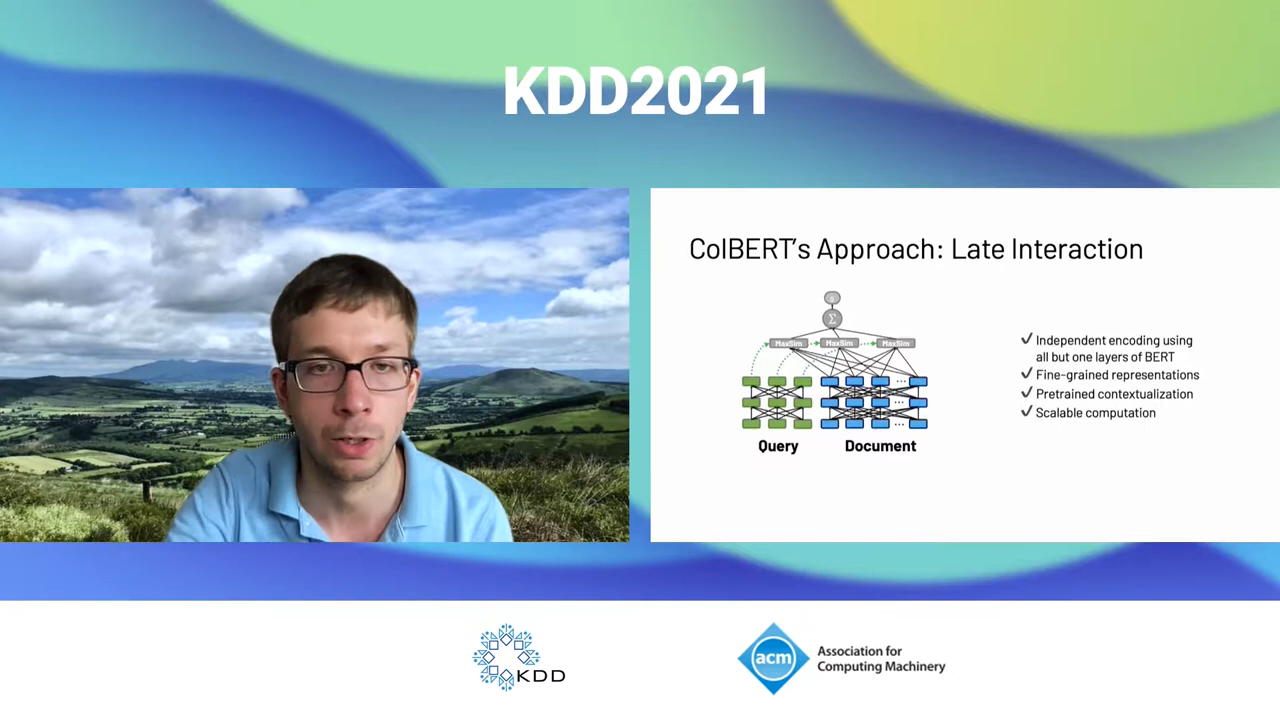 KDD2021
ColBERT's Approach: Late Interaction
Σ
MaxSim
MaxSim
MaxSim
✓ Independent encoding using
all but one layers of BERT
✓ Fine-grained representations
✓ Pretrained contextualization
✓ Scalable computation
...
...
...
Query
Document
KDD
acm
Association for
Computing Machinery